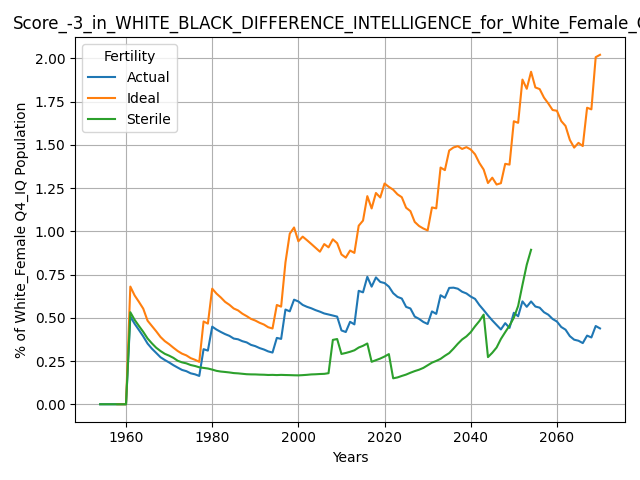 Score_-3_in_WHITE_BLACK_DIFFERENCE_INTELLIGENCE_for_White_Female_
Fertility
Actual
Ideal
Sterile
2.00
1.75
1.50
1.25
1.00
0.75
0.50
0.25
0.00
% of White_Female Q4_IQ Population
1960
1980
2000
2020
2040
2060
Years